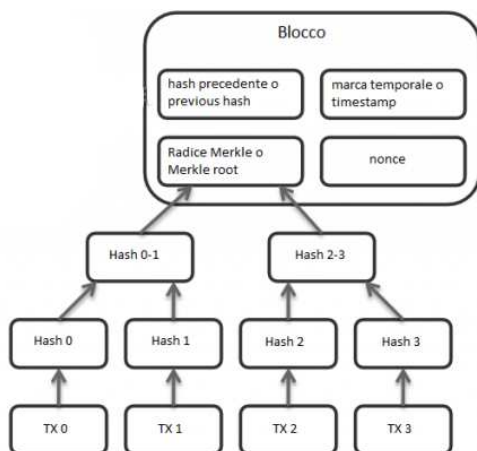 Blocco
hash precedente o
previous hash
marca temporale o
timestamp
Radice Merkle o
Merkle root
nonce
Hash 0-1
Hash 2-3
Hash 0
Hash 1
Hash 2
Hash 3
TX 0
TX 1
TX 2
TX 3